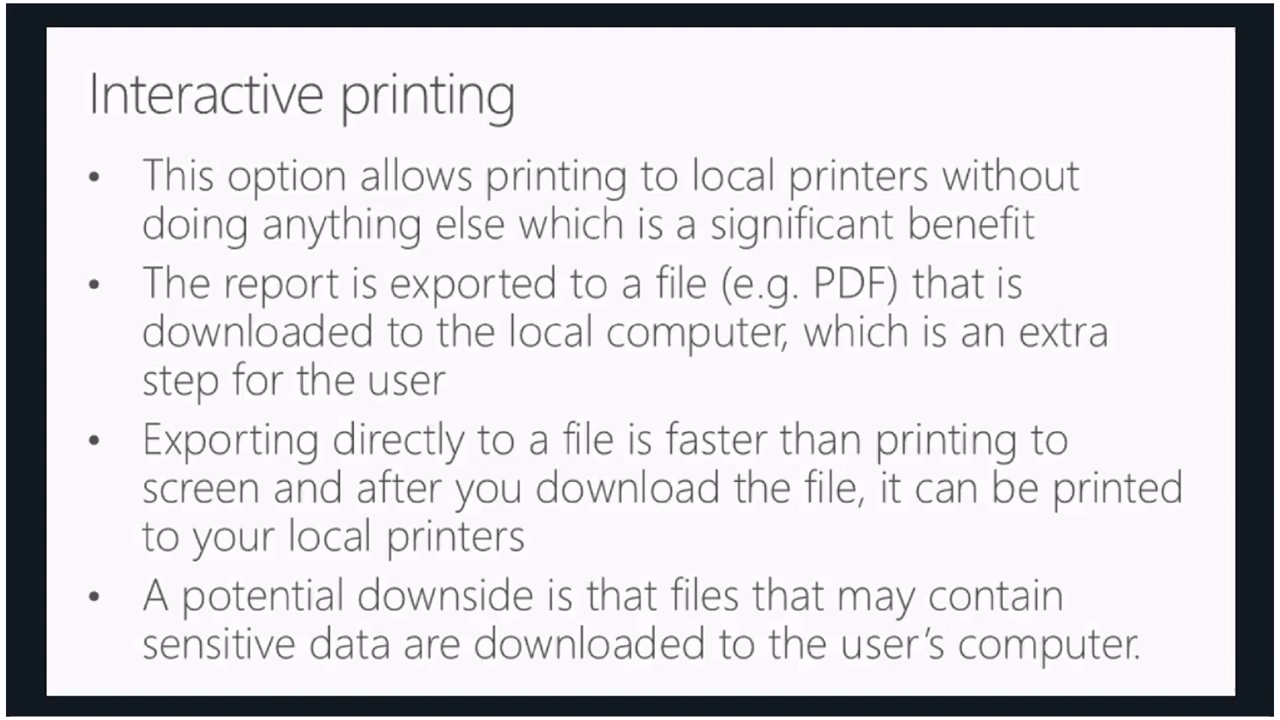 Interactive printing
• This option allows printing to local printers without
doing anything else which is a significant benefit
• The report is exported to a file (e.g. PDF) that is
downloaded to the local computer, which is an extra
step for the user
• Exporting directly to a file is faster than printing to
screen and after you download the file, it can be printed
to your local printers
• A potential downside is that files that may contain
sensitive data are downloaded to the user's computer.